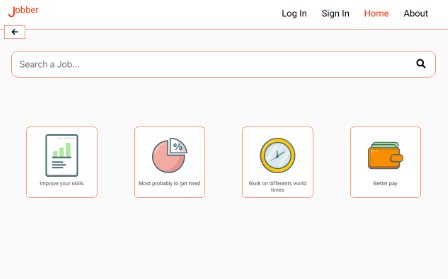 Jobber
Log In Sign In Home About
Search a Job...
Improve your skills
Most probably to get hired
%
Work on differents world
times
Better pay